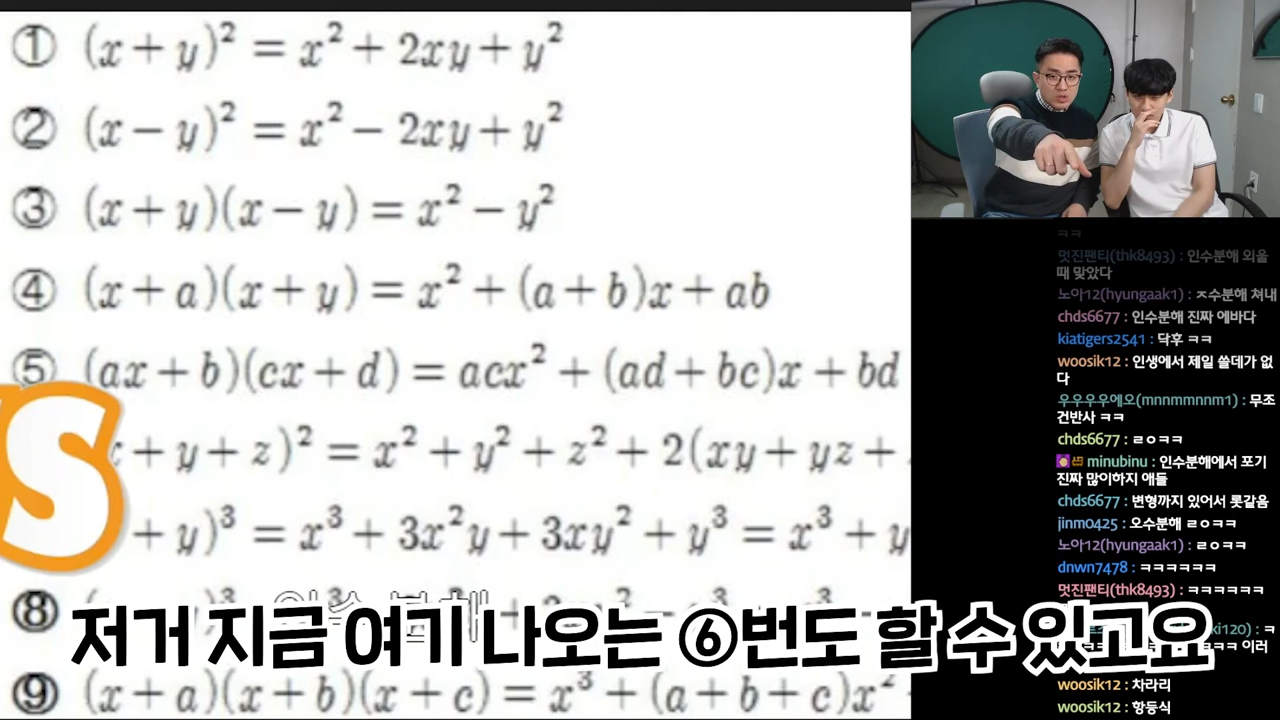 ① (x+y)² = x² + 2xy + y²
② (x−y)² = x² − 2xy + y²
③ (x+y)(x−y) = x² − y²
④ (x+a)(x+y) = x² + (a+b)x + ab
⑤ (ax+b)(cx+d) = acx² + (ad+bc)x + bd
+ y + z)² = x² + y² + z² + 2(xy + yz +
+ y)³ = x³ + 3x²y + 3xy² + y³ = x³ + y
⑧
저거 지금 여기 나오는 ⑥번도 할 수 있고요
⑨ (x+a)(x+b)(x+c) = x³ + (a+b+c)x²
S
ㅋㅋ
멋진팬티(thk8493) : 인수분해 외울
때 맞았다
노아12(hyungaak1) : ㅈ수분해 쳐내
chds6677 : 인수분해 진짜 에바다
kiatigers2541 : 닥후 ㅋㅋ
woosik12 : 인생에서 제일 쓸데가 없
다
우우우우에오(mnnmmnnm1) : 무조
건반사 ㅋㅋ
chds6677 : ㄹㅇㅋㅋ
minubinu : 인수분해에서 포기
진짜 많이하지 애들
chds6677 : 변형까지 있어서 롯같음
jinm0425 : 오수분해 ㄹㅇㅋㅋ
노아12(hyungaak1) : ㄹㅇㅋㅋ
dnwn7478 : ㅋㅋㅋㅋㅋㅋ
멋진팬티(thk8493) : ㅋㅋㅋㅋㅋㅋ
ki120) : ㅋ
ㅋㅋㅋ 이러
woosik12 : 차라리
woosik12 : 항등식